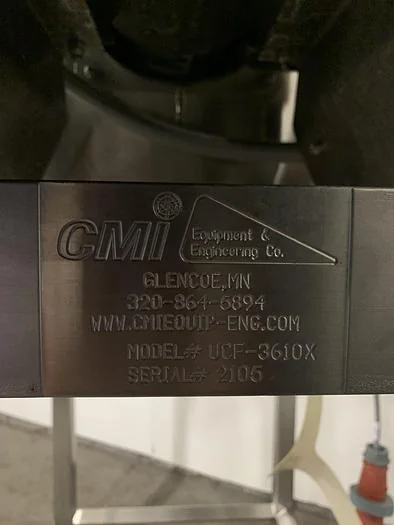 CMI Equipment &
Engineering Co.
GLENCOE,MN
320-864-5894
WWW.CMIEQUIP-ENG.COM
MODEL# UCF-3610X
SERIAL# 2105